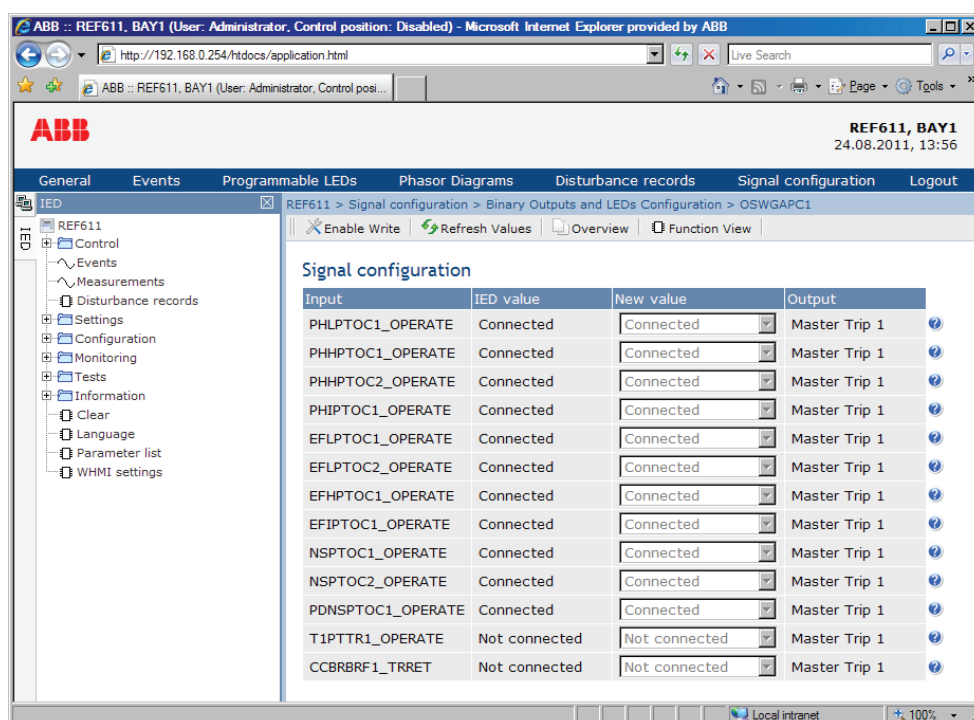 ABB :: REF611, BAY1 (User: Administrator, Control position: Disabled) - Microsoft Internet Explorer provided by ABB
http://192.168.0.254/htdocs/application.html
Live Search
ABB :: REF611, BAY1 (User: Administrator, Control posi...
Page
Tools
»
ABB
REF611, BAY1
24.08.2011, 13:56
General Events Programmable LEDs Phasor Diagrams Disturbance records Signal configuration Logout
IED
IED
REF611 > Signal configuration > Binary Outputs and LEDs Configuration > OSWGAPC1
Enable Write Refresh Values Overview Function View
REF611
Control
Events
Measurements
Disturbance records
Settings
Configuration
Monitoring
Tests
Information
Clear
Language
Parameter list
WHMI settings
Signal configuration
Input IED value New value Output
PHLPTOC1_OPERATE Connected Connected Master Trip 1
PHHPTOC1_OPERATE Connected Connected Master Trip 1
PHHPTOC2_OPERATE Connected Connected Master Trip 1
PHIPTOC1_OPERATE Connected Connected Master Trip 1
EFLPTOC1_OPERATE Connected Connected Master Trip 1
EFLPTOC2_OPERATE Connected Connected Master Trip 1
EFHPTOC1_OPERATE Connected Connected Master Trip 1
EFIPTOC1_OPERATE Connected Connected Master Trip 1
NSPTOC1_OPERATE Connected Connected Master Trip 1
NSPTOC2_OPERATE Connected Connected Master Trip 1
PDNSPTOC1_OPERATE Connected Connected Master Trip 1
T1PTTR1_OPERATE Not connected Not connected Master Trip 1
CCBRBRF1_TRRET Not connected Not connected Master Trip 1
Local intranet
100%